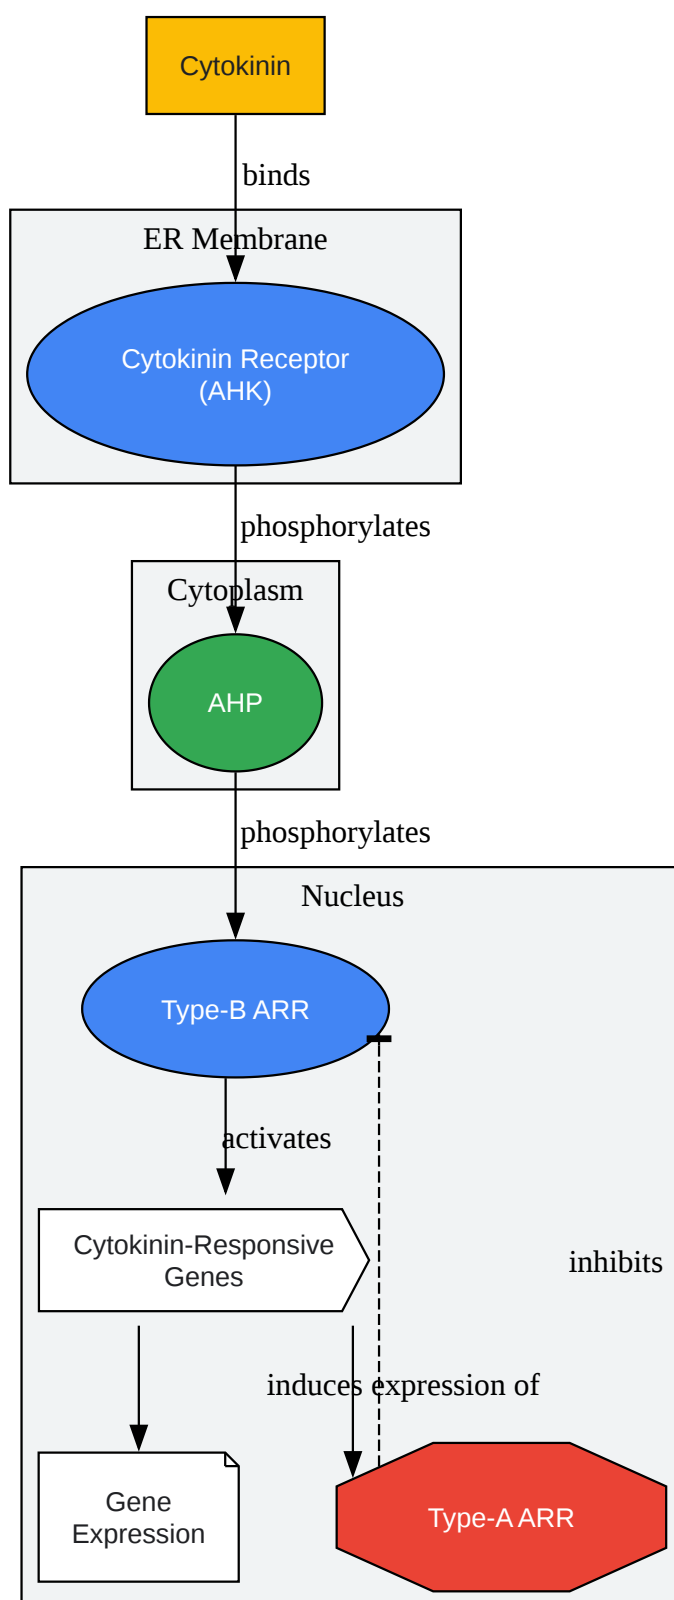 Cytokinin
binds
ER Membrane
Cytokinin Receptor
(AHK)
phosphorylates
Cytoplasm
AHP
phosphorylates
Nucleus
Type-B ARR
activates
Cytokinin-Responsive
Genes
inhibits
induces expression of
Gene
Expression
Type-A ARR